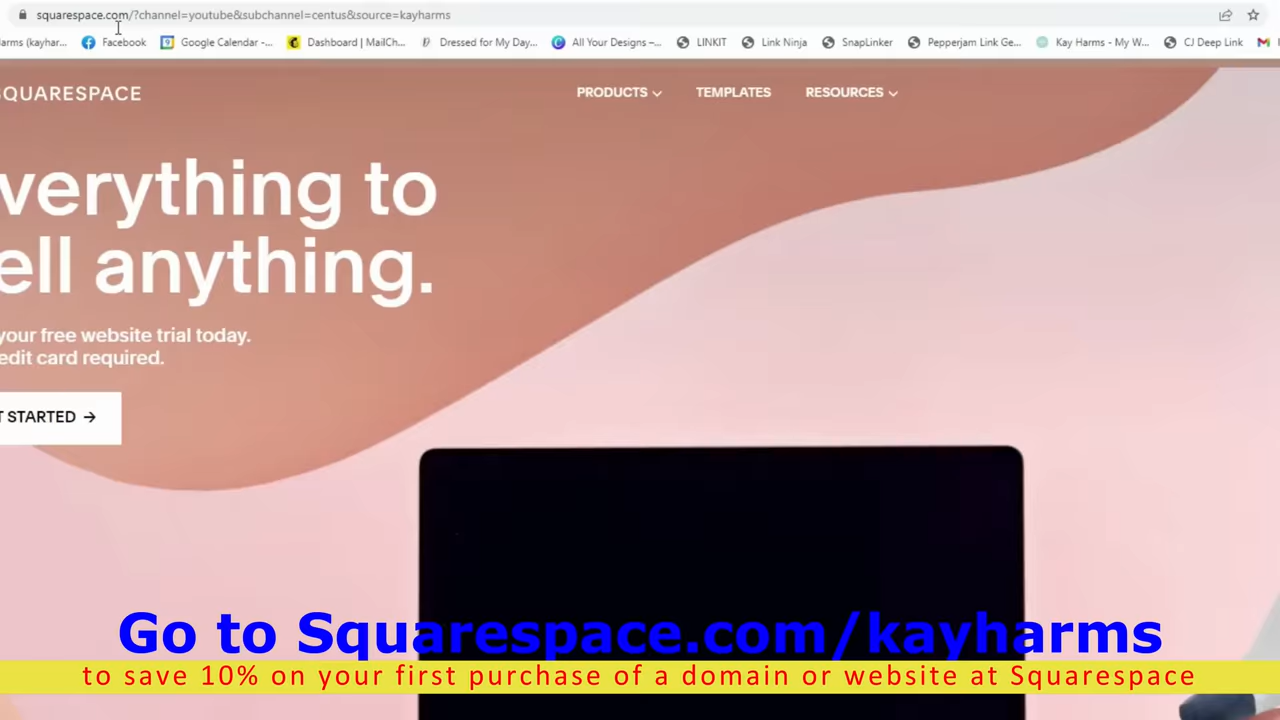 squarespace.com/?channel=youtube&subchannel=centus&source=kayharms
arms (kayhar... Facebook Google Calendar -... Dashboard | MailCh... Dressed for My Day... All Your Designs –... LINKIT Link Ninja SnapLinker Pepperjam Link Ge... Kay Harms - My W... CJ Deep Link
SQUARESPACE PRODUCTS TEMPLATES RESOURCES
verything to
ell anything.
your free website trial today.
edit card required.
T STARTED →
Go to Squarespace.com/kayharms
to save 10% on your first purchase of a domain or website at Squarespace